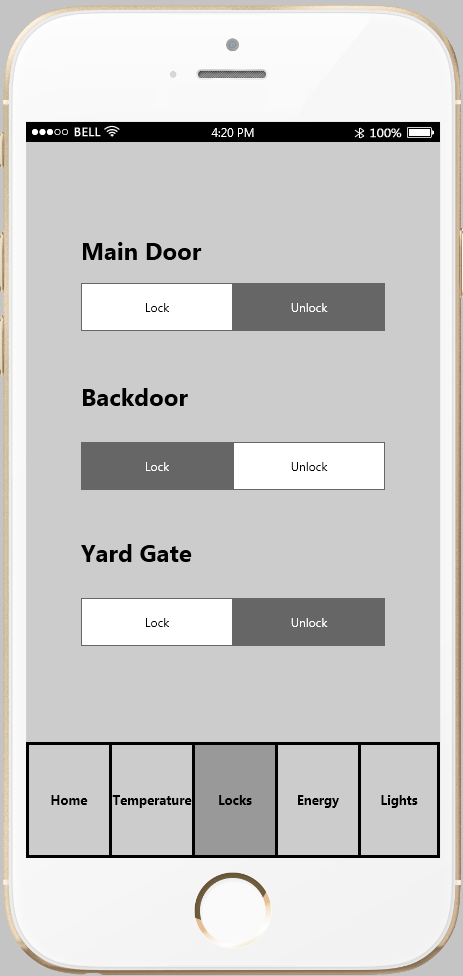 BELL 4:20 PM 100%
Main Door
Lock Unlock
Backdoor
Lock Unlock
Yard Gate
Lock Unlock
Home Temperature Locks Energy Lights